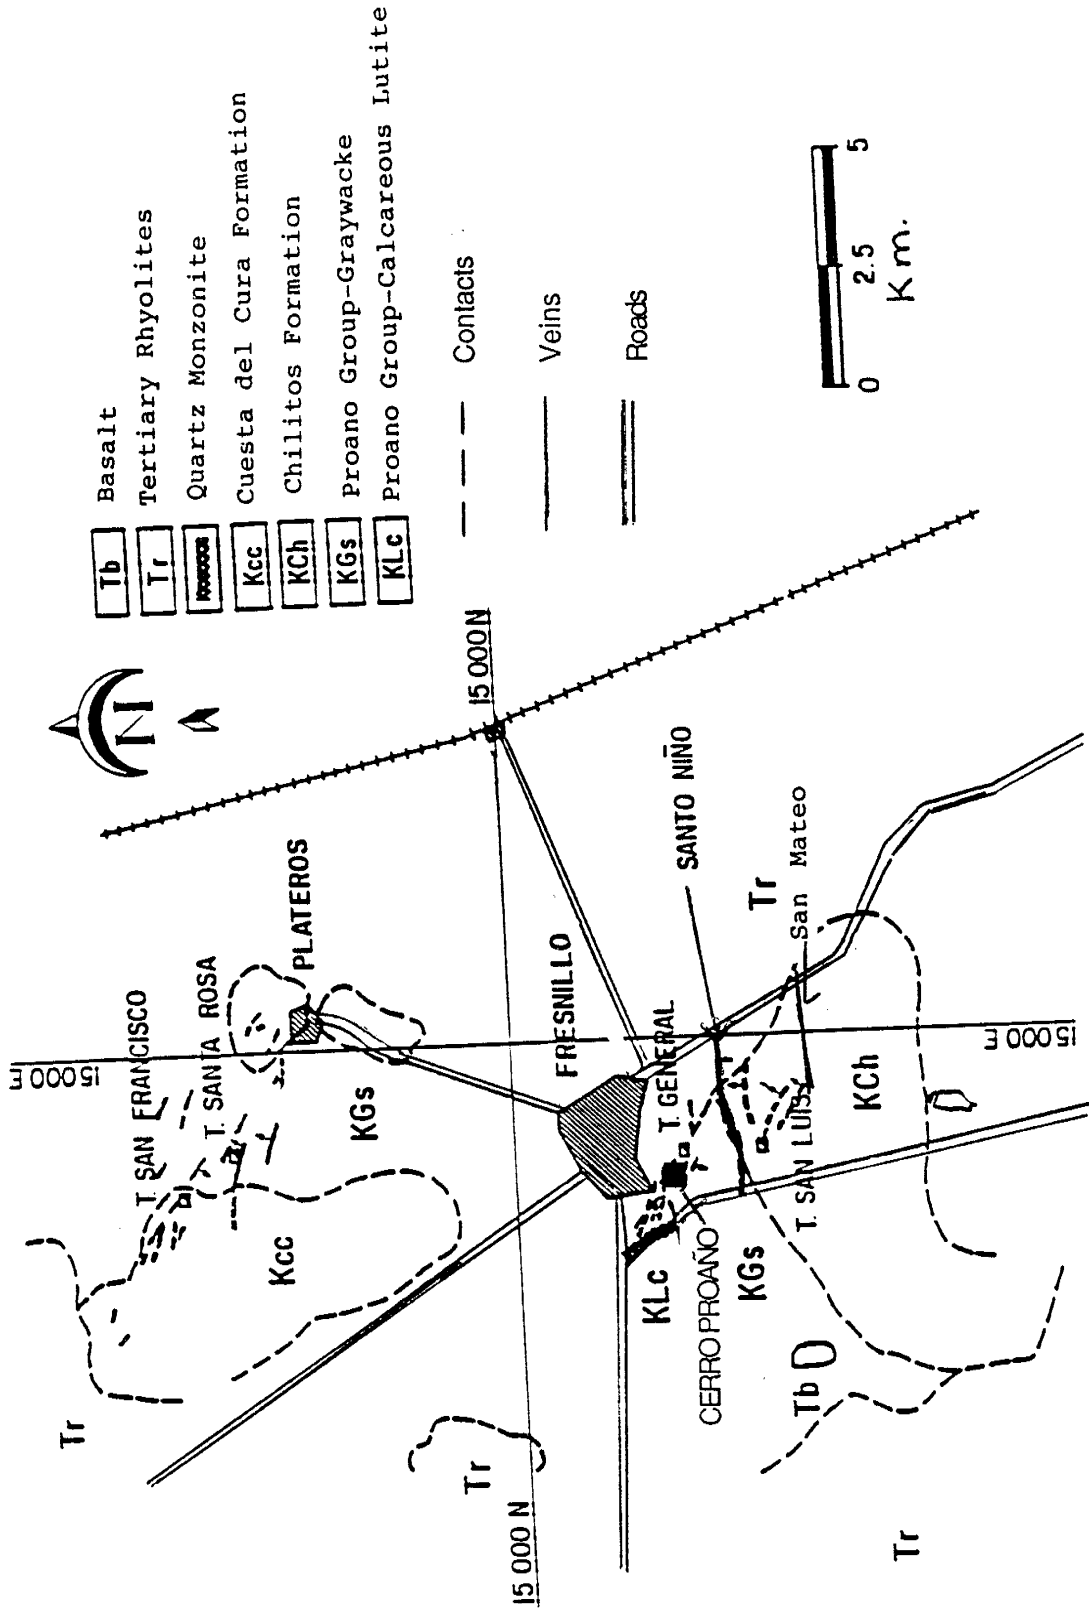 Tb Basalt
Tr Tertiary Rhyolites
Quartz Monzonite
Kcc Cuesta del Cura Formation
KCh Chilitos Formation
KGs Proano Group-Graywacke
KLc Proano Group-Calcareous Lutite
Contacts
Veins
Roads
0 2.5 5
Km.
N
15 000 N
15 000 E
T. SAN FRANCISCO
T. SANTA ROSA
PLATEROS
Tr
Kcc
KGs
Tr
15 000 N
FRESNILLO
T. GENERAL
SANTO NIÑO
KLc
CERRO PROAÑO
KGs
T. SAN LUIS
San Mateo
Tr
KCh
Tb
Tr
15 000 E